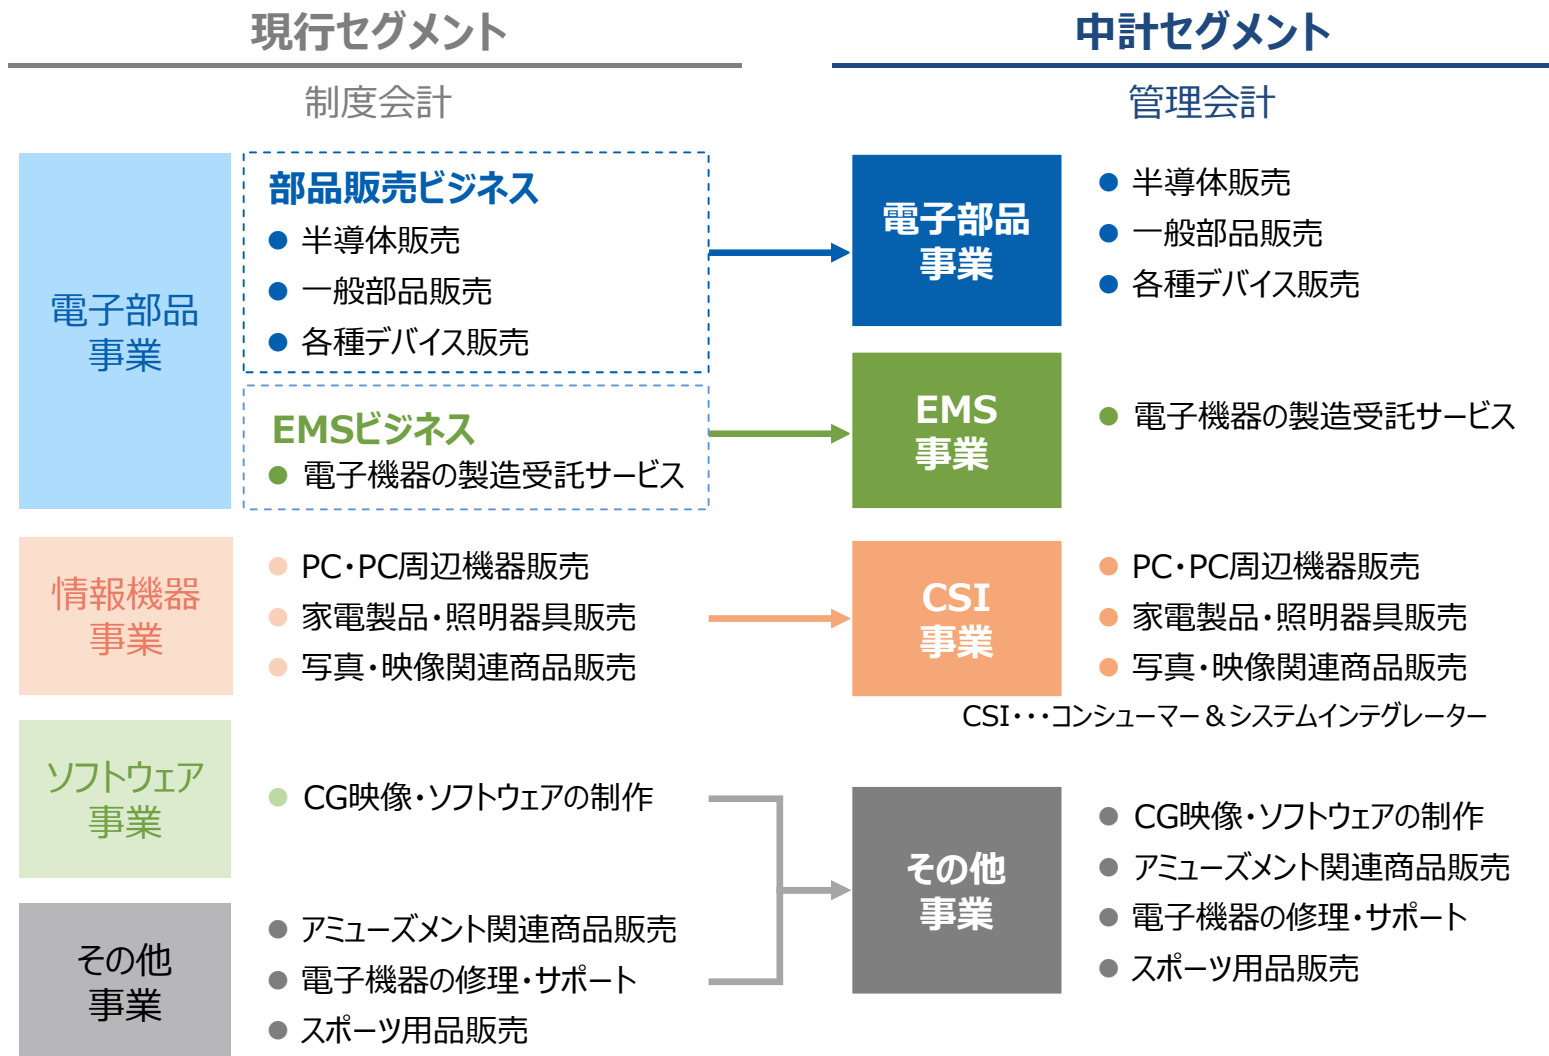 現行セグメント
制度会計
電子部品
事業
部品販売ビジネス
半導体販売
一般部品販売
各種デバイス販売
EMSビジネス
電子機器の製造受託サービス
情報機器
事業
PC・PC周辺機器販売
家電製品・照明器具販売
写真・映像関連商品販売
ソフトウェア
事業
CG映像・ソフトウェアの制作
その他
事業
アミューズメント関連商品販売
電子機器の修理・サポート
スポーツ用品販売
中計セグメント
管理会計
電子部品
事業
半導体販売
一般部品販売
各種デバイス販売
EMS
事業
電子機器の製造受託サービス
CSI
事業
PC・PC周辺機器販売
家電製品・照明器具販売
写真・映像関連商品販売
CSI・・・コンシューマー＆システムインテグレーター
その他
事業
CG映像・ソフトウェアの制作
アミューズメント関連商品販売
電子機器の修理・サポート
スポーツ用品販売